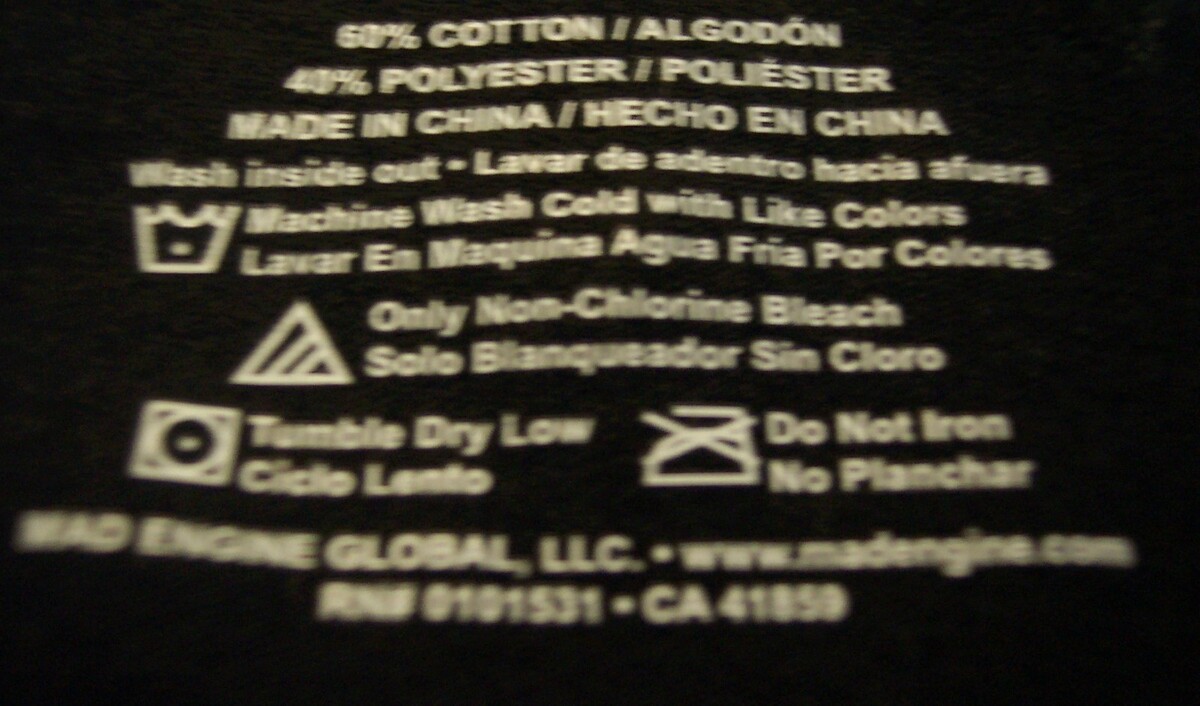 60% COTTON / ALGODÓN
40% POLYESTER / POLIÉSTER
MADE IN CHINA / HECHO EN CHINA
Wash inside out • Lavar de adentro hacia afuera
Machine Wash Cold with Like Colors
Lavar En Maquina Agua Fria Por Colores
Only Non-Chlorine Bleach
Solo Blanqueador Sin Cloro
Tumble Dry Low
Ciclo Lento
Do Not Iron
No Planchar
MAD ENGINE GLOBAL, LLC. • www.madengine.com
RN# 0101531 • CA 41859